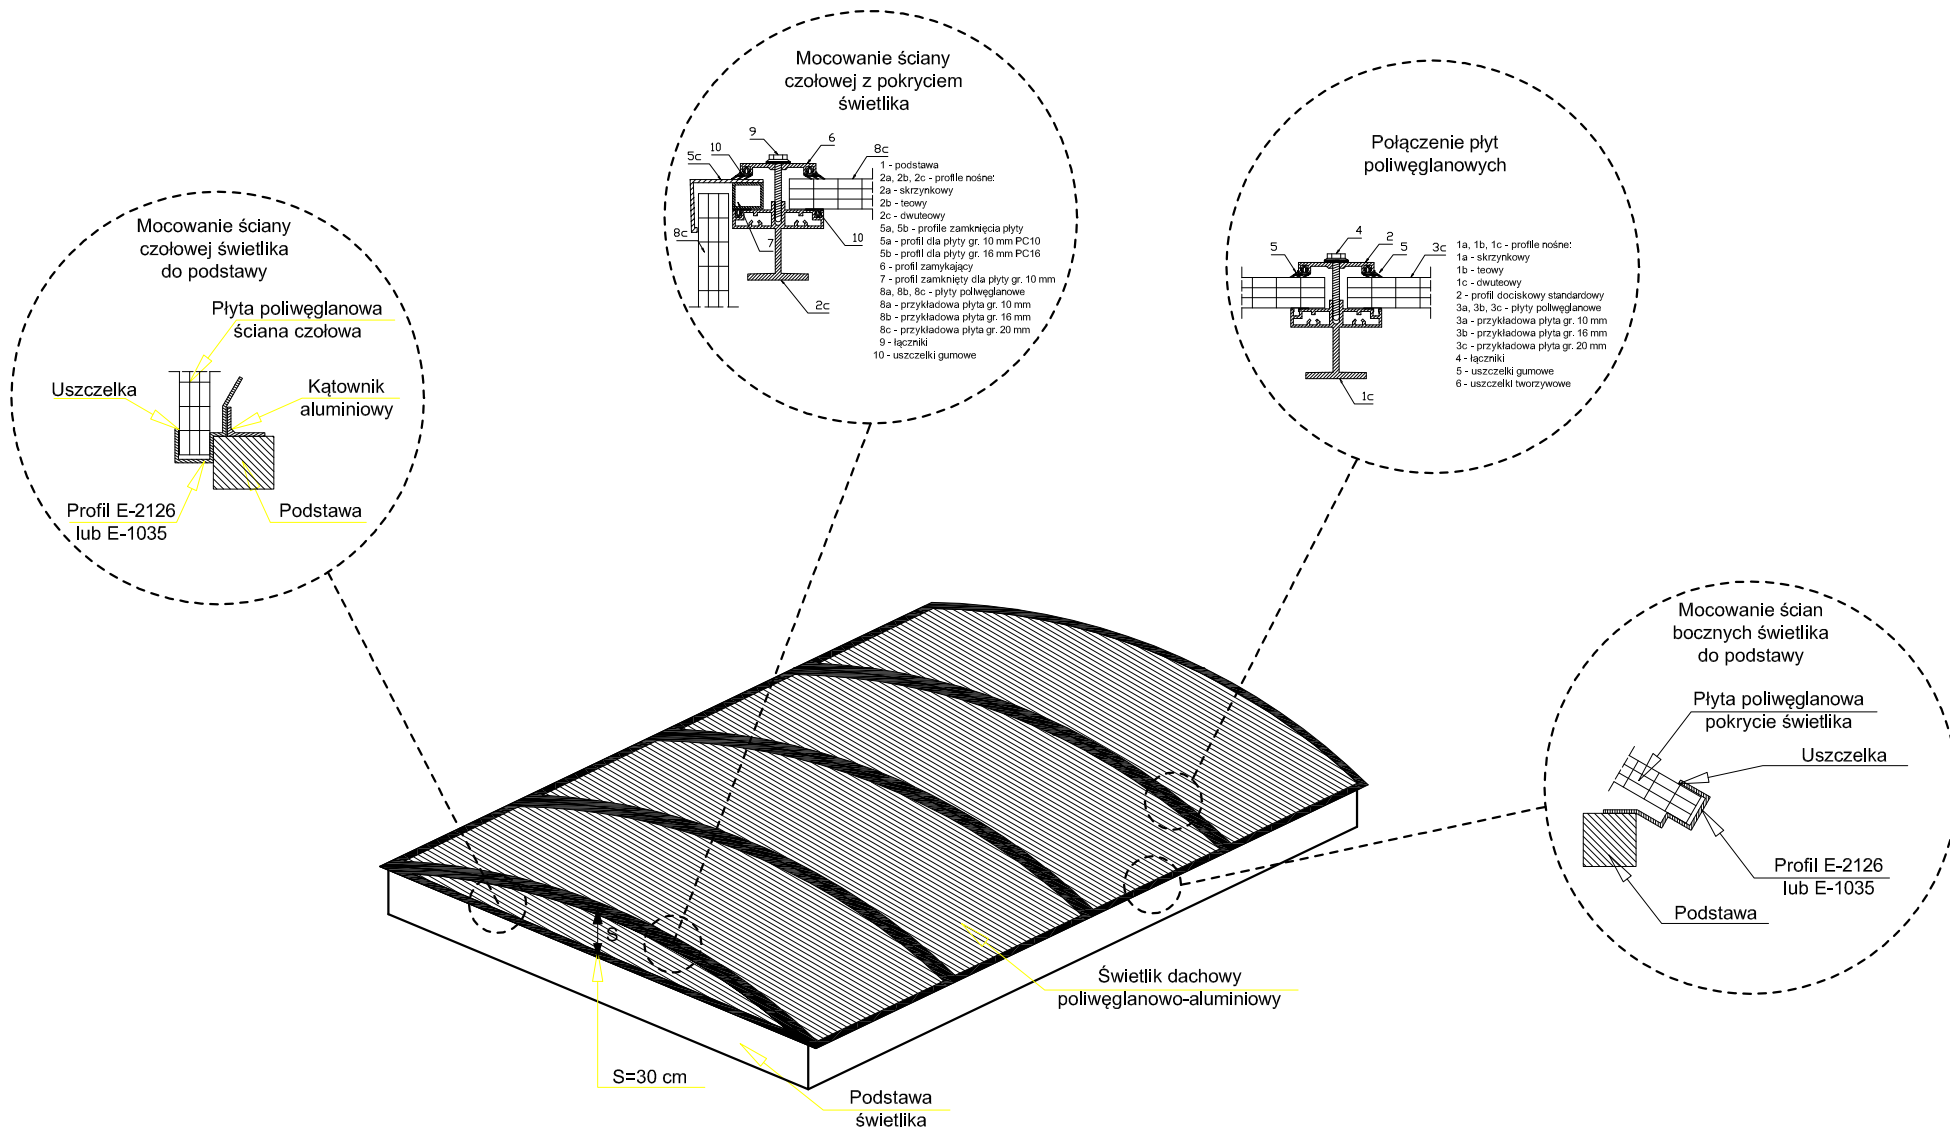 Mocowanie ściany
czołowej z pokryciem
świetlika
9
6
10
5c
8c
8c
7
10
2c
1 - podstawa
2a, 2b, 2c - profile nośne:
2a - skrzynkowy
2b - teowy
2c - dwuteowy
5a, 5b - profile zamknięcia płyty
5a - profil dla płyty gr. 10 mm PC10
5b - profil dla płyty gr. 16 mm PC16
6 - profil zamykający
7 - profil zamknięty dla płyty gr. 10 mm
8a, 8b, 8c - płyty poliwęglanowe
8a - przykładowa płyta gr. 10 mm
8b - przykładowa płyta gr. 16 mm
8c - przykładowa płyta gr. 20 mm
9 - łączniki
10 - uszczelki gumowe
Połączenie płyt
poliwęglanowych
4
2
5
5
3c
1c
1a, 1b, 1c - profile nośne:
1a - skrzynkowy
1b - teowy
1c - dwuteowy
2 - profil dociskowy standardowy
3a, 3b, 3c - płyty poliwęglanowe
3a - przykładowa płyta gr. 10 mm
3b - przykładowa płyta gr. 16 mm
3c - przykładowa płyta gr. 20 mm
4 - łączniki
5 - uszczelki gumowe
6 - uszczelki tworzywowe
Mocowanie ściany
czołowej świetlika
do podstawy
Płyta poliwęglanowa
ściana czołowa
Uszczelka
Kątownik
aluminiowy
Profil E-2126
lub E-1035
Podstawa
Mocowanie ścian
bocznych świetlika
do podstawy
Płyta poliwęglanowa
pokrycie świetlika
Uszczelka
Profil E-2126
lub E-1035
Podstawa
S
Świetlik dachowy
poliwęglanowo-aluminiowy
S=30 cm
Podstawa
świetlika